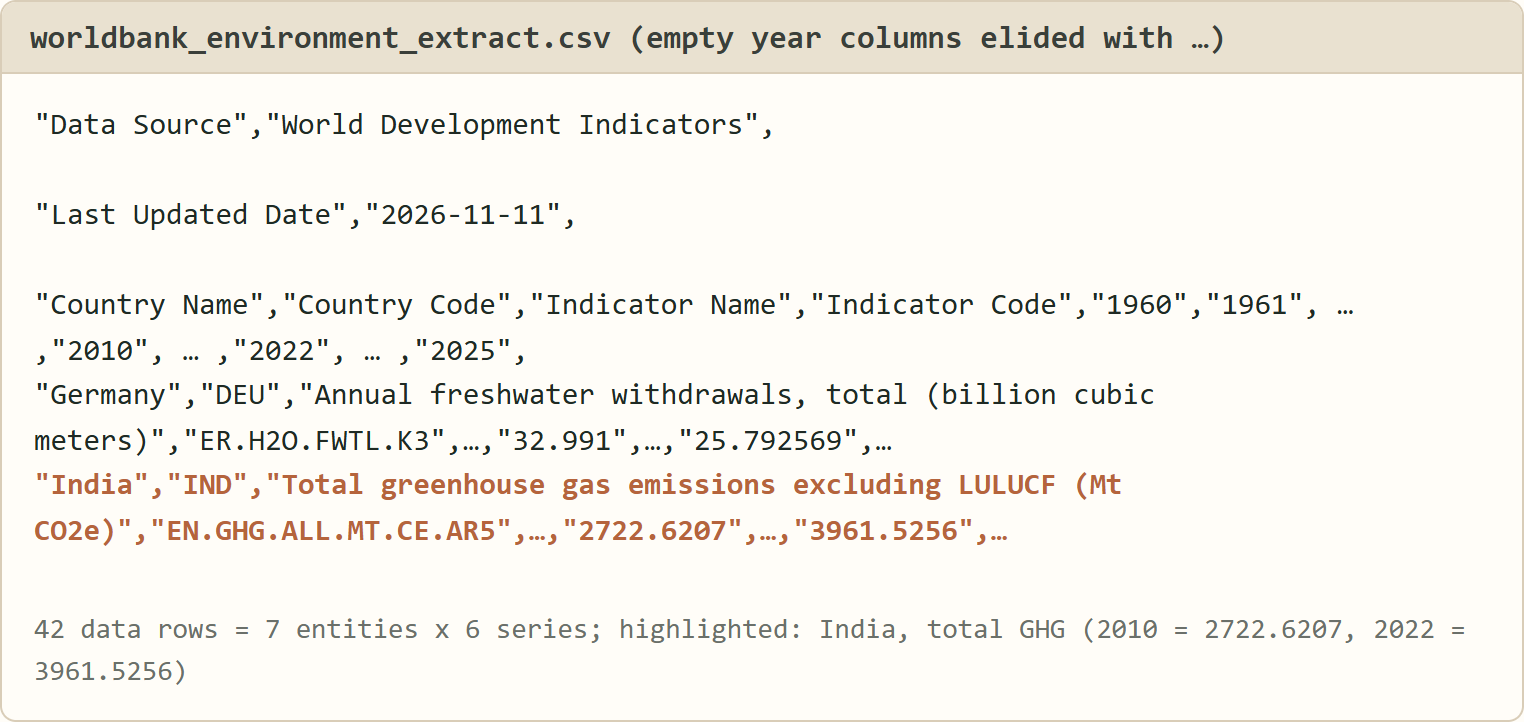 worldbank_environment_extract.csv (empty year columns elided with …)
"Data Source","World Development Indicators",
"Last Updated Date","2026-11-11",
"Country Name","Country Code","Indicator Name","Indicator Code","1960","1961", …
,"2010", … ,"2022", … ,"2025",
"Germany","DEU","Annual freshwater withdrawals, total (billion cubic
meters)","ER.H2O.FWTL.K3",…,"32.991",…,"25.792569",…
"India","IND","Total greenhouse gas emissions excluding LULUCF (Mt
CO2e)","EN.GHG.ALL.MT.CE.AR5",…,"2722.6207",…,"3961.5256",…
42 data rows = 7 entities x 6 series; highlighted: India, total GHG (2010 = 2722.6207, 2022 =
3961.5256)